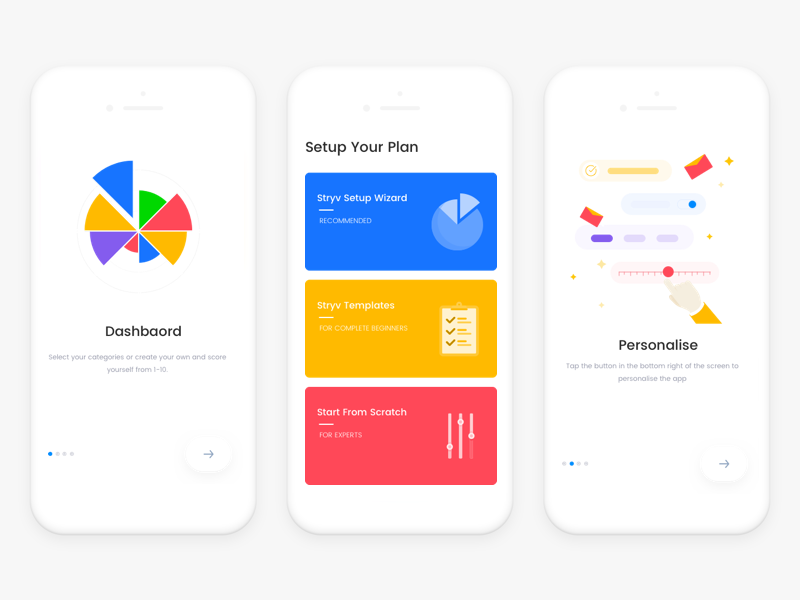 Dashbaord
Select your categories or create your own and score
yourself from 1-10.
Setup Your Plan
Stryv Setup Wizard
RECOMMENDED
Stryv Templates
FOR COMPLETE BEGINNERS
Start From Scratch
FOR EXPERTS
Personalise
Tap the button in the bottom right of the screen to
personalise the app